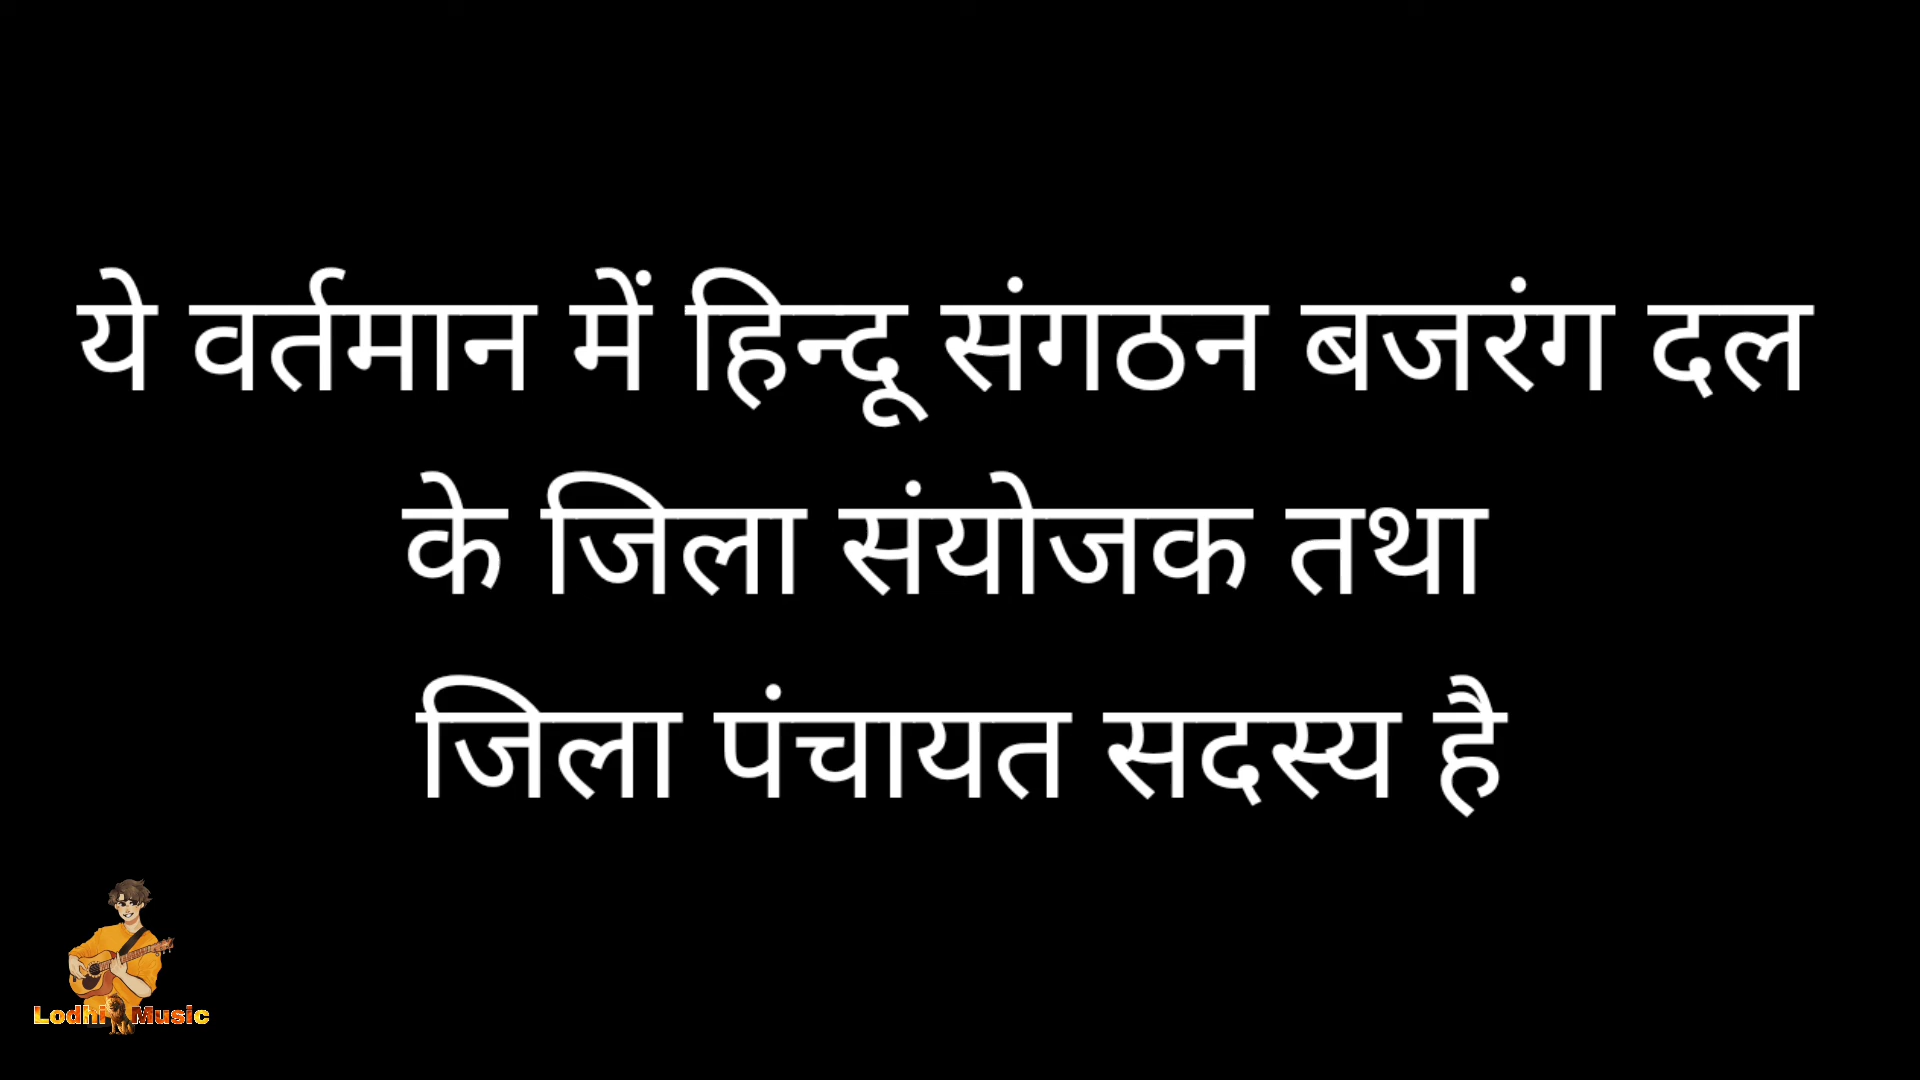 ये वर्तमान में हिन्दू संगठन बजरंग दल
के जिला संयोजक तथा
जिला पंचायत सदस्य है
Lodhi Music